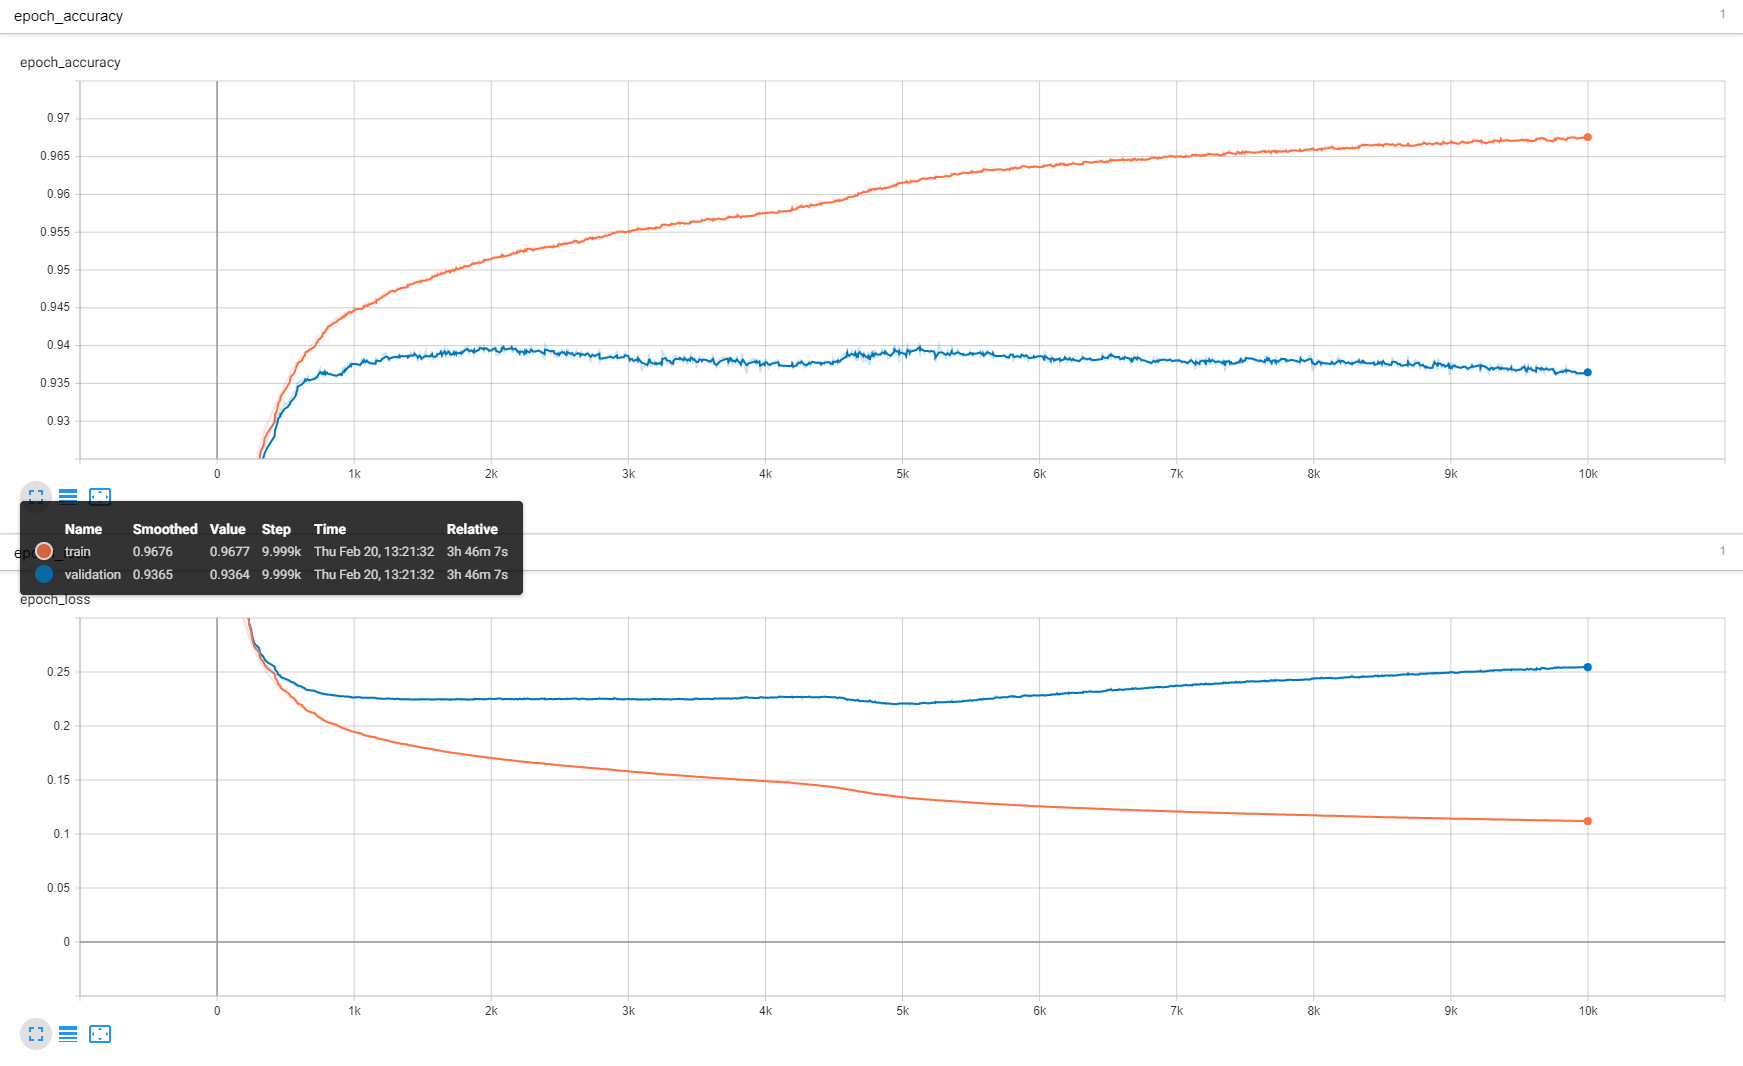 epoch_accuracy 1
epoch_accuracy
0.97
0.965
0.96
0.955
0.95
0.945
0.94
0.935
0.93
0 1k 2k 3k 4k 5k 6k 7k 8k 9k 10k
Name Smoothed Value Step Time Relative
train 0.9676 0.9677 9.999k Thu Feb 20, 13:21:32 3h 46m 7s
validation 0.9365 0.9364 9.999k Thu Feb 20, 13:21:32 3h 46m 7s
1
epoch_loss
0.25
0.2
0.15
0.1
0.05
0
0 1k 2k 3k 4k 5k 6k 7k 8k 9k 10k